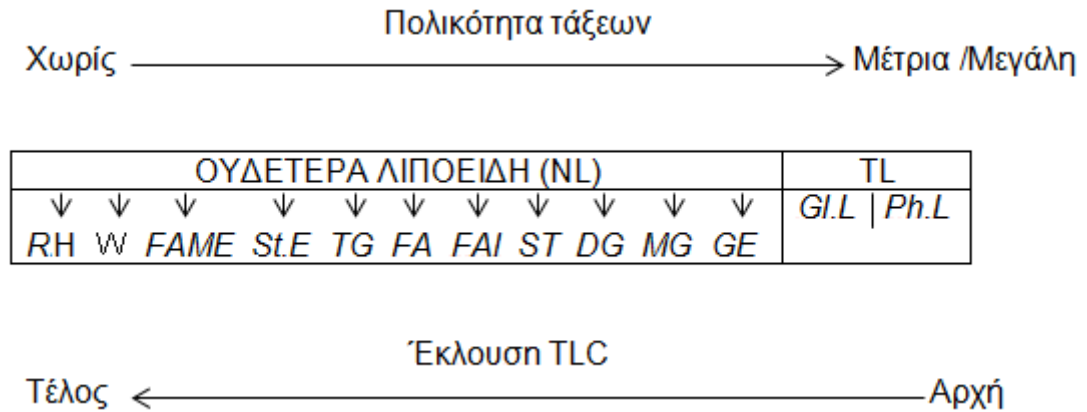 Πολικότητα τάξεων
Χωρίς Μέτρια /Μεγάλη
ΟΥΔΕΤΕΡΑ ΛΙΠΟΕΙΔΗ (NL) TL
R.H W FAME St.E TG FA FAl ST DG MG GE Gl.L | Ph.L
Έκλουση TLC
Τέλος Αρχή